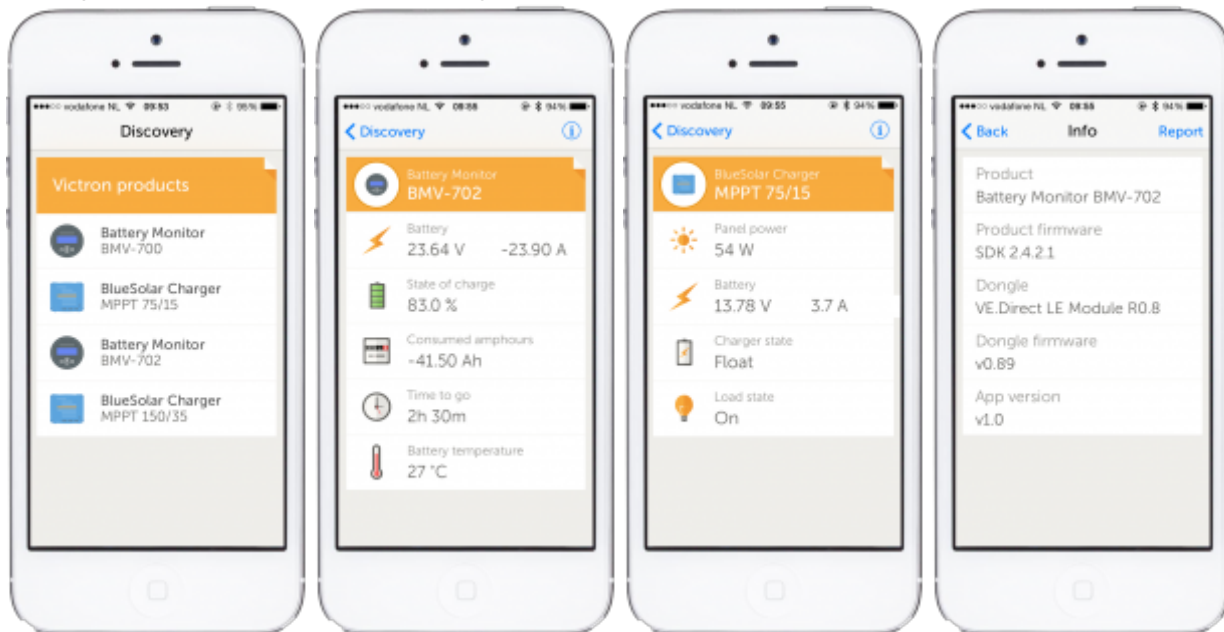 vodafone NL 09:53 95%
Discovery
Victron products
Battery Monitor
BMV-700
BlueSolar Charger
MPPT 75/15
Battery Monitor
BMV-702
BlueSolar Charger
MPPT 150/35
vodafone NL 94%
Discovery
Battery Monitor
BMV-702
Battery
23.64 V -23.90 A
State of charge
83.0 %
Consumed amphours
-41.50 Ah
Time to go
2h 30m
Battery temperature
27 °C
vodafone NL 09:55 94%
Discovery
BlueSolar Charger
MPPT 75/15
Panel power
54 W
Battery
13.78 V 3.7 A
Charger state
Float
Load state
On
vodafone NL 94%
Back Info Report
Product
Battery Monitor BMV-702
Product firmware
SDK 2.4.2.1
Dongle
VE.Direct LE Module R0.8
Dongle firmware
v0.89
App version
v1.0